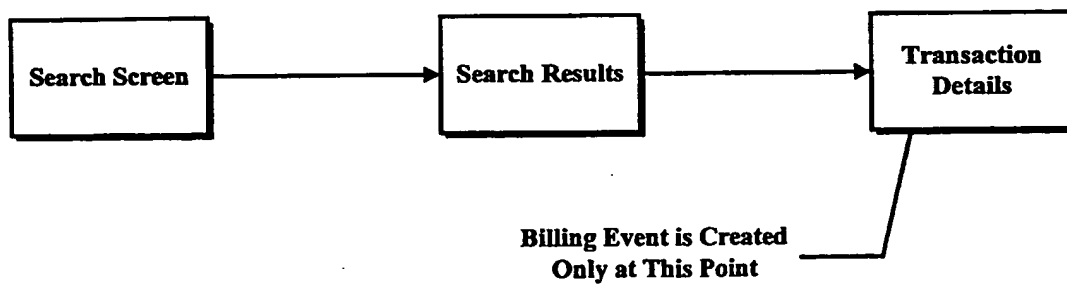 Search Screen
Search Results
Transaction
Details
Billing Event is Created
Only at This Point